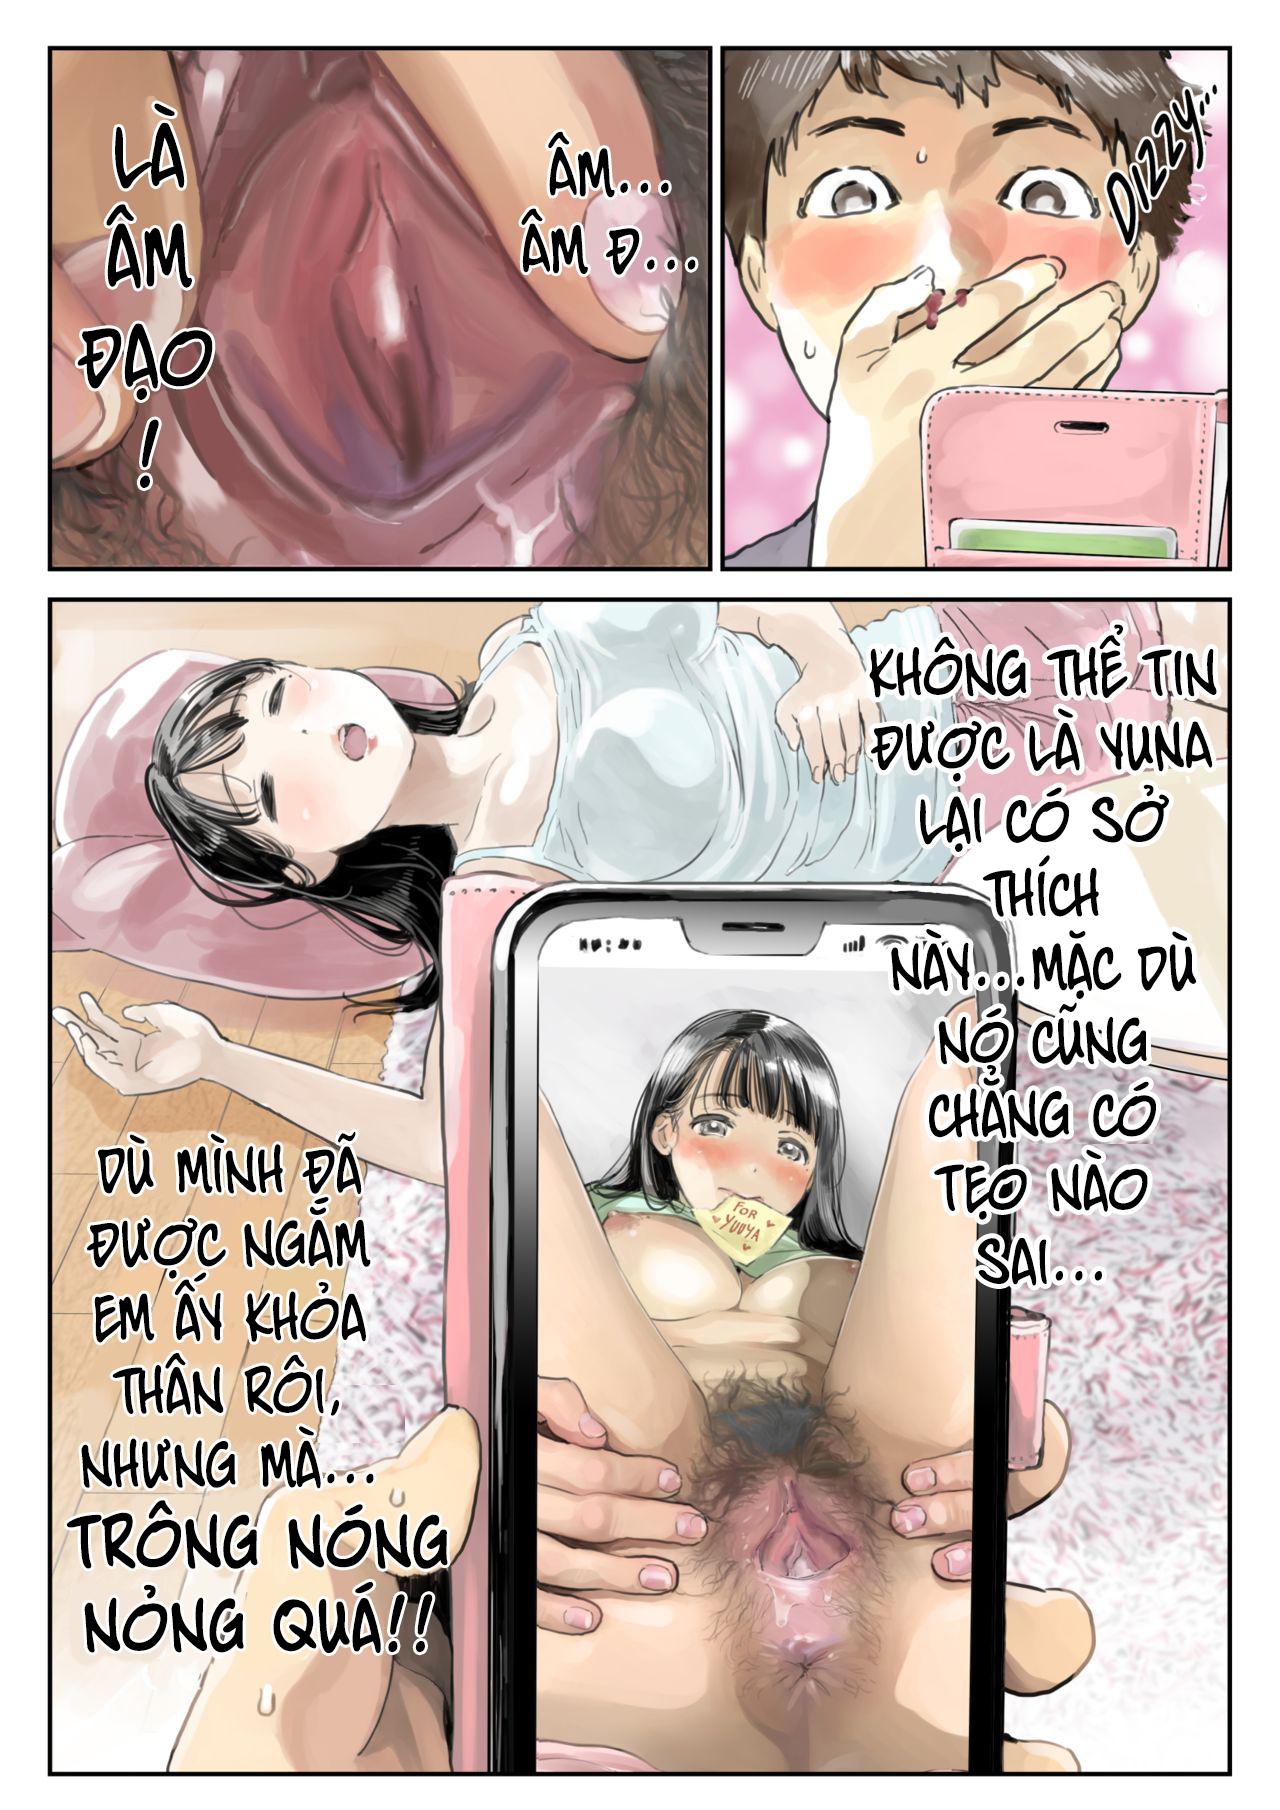 DIZZY...
ÂM...
ÂM Đ...
LÀ
ÂM
ĐẠO
!
KHÔNG THỂ TIN
ĐƯỢC LÀ YUNA
LẠI CÓ SỞ
THÍCH
NÀY...MẶC DÙ
NÓ CŨNG
CHẲNG CÓ
TẸO NÀO
SAI...
FOR
YUUYA
DÙ MÌNH ĐÃ
ĐƯỢC NGẮM
EM ẤY KHỎA
THÂN RÔI,
NHƯNG MÀ...
TRÔNG NÓNG
NỎNG QUÁ!!